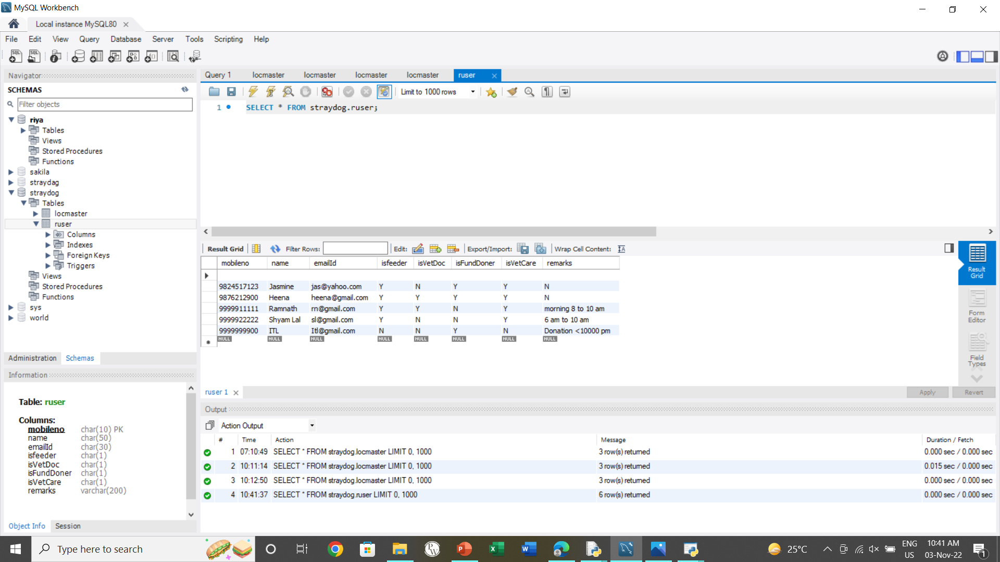 MySQL Workbench
Local instance MySQL80
File Edit View Query Database Server Tools Scripting Help
Navigator
SCHEMAS
Filter objects
riya
Tables
Views
Stored Procedures
Functions
sakila
straydag
straydog
Tables
locmaster
ruser
Columns
Indexes
Foreign Keys
Triggers
Views
Stored Procedures
Functions
sys
world
Administration Schemas
Information
Table: ruser
Columns:
mobileno char(10) PK
name char(50)
emailId char(30)
isfeeder char(1)
isVetDoc char(1)
isFundDoner char(1)
isVetCare char(1)
remarks varchar(200)
Object Info Session
Query 1 locmaster locmaster locmaster locmaster ruser
Limit to 1000 rows
1 SELECT * FROM straydog.ruser;
Result Grid Filter Rows: Edit: Export/Import: Wrap Cell Content:
mobileno name emailId isfeeder isVetDoc isFundDoner isVetCare remarks
9824517123 Jasmine jas@yahoo.com Y N Y Y N
9876212900 Heena heena@gmail.com Y Y Y Y N
9999911111 Ramnath rn@gmail.com Y Y N Y morning 8 to 10 am
9999922222 Shyam Lal sl@gmail.com Y N N Y 6 am to 10 am
9999999900 ITL Itl@gmail.com N N Y N Donation <10000 pm
NULL NULL NULL NULL NULL NULL NULL NULL
Result Grid
Form Editor
Field Types
ruser 1
Apply Revert
Output
Action Output
# Time Action Message Duration / Fetch
1 07:10:49 SELECT * FROM straydog.locmaster LIMIT 0, 1000 3 row(s) returned 0.000 sec / 0.000 sec
2 10:11:14 SELECT * FROM straydog.locmaster LIMIT 0, 1000 3 row(s) returned 0.015 sec / 0.000 sec
3 10:12:50 SELECT * FROM straydog.locmaster LIMIT 0, 1000 3 row(s) returned 0.000 sec / 0.000 sec
4 10:41:37 SELECT * FROM straydog.ruser LIMIT 0, 1000 6 row(s) returned 0.000 sec / 0.000 sec
Type here to search
25°C
ENG US
10:41 AM
03-Nov-22
1